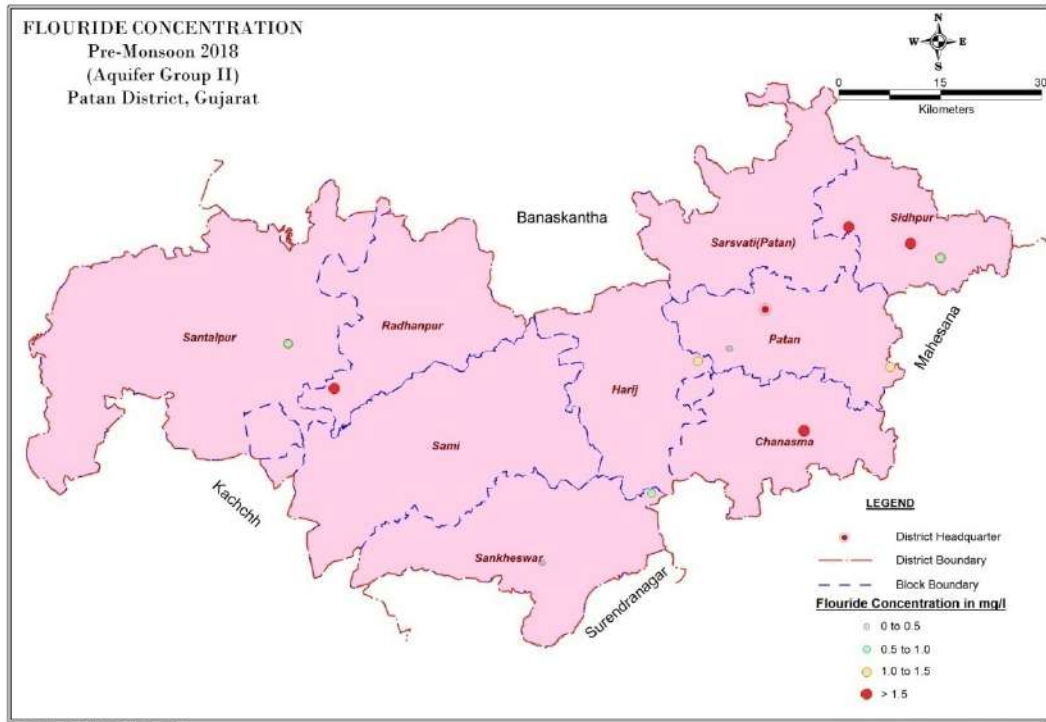 FLOURIDE CONCENTRATION
Pre-Monsoon 2018
(Aquifer Group II)
Patan District, Gujarat
N
W E
S
0 15 30
Kilometers
Banaskantha
Sidhpur
Sarsvati(Patan)
Mahesana
Santalpur
Radhanpur
Patan
Harij
Sami
Chanasma
Kachchh
Sankheswar
Surendranagar
LEGEND
District Headquarter
District Boundary
Block Boundary
Flouride Concentration in mg/l
0 to 0.5
0.5 to 1.0
1.0 to 1.5
> 1.5